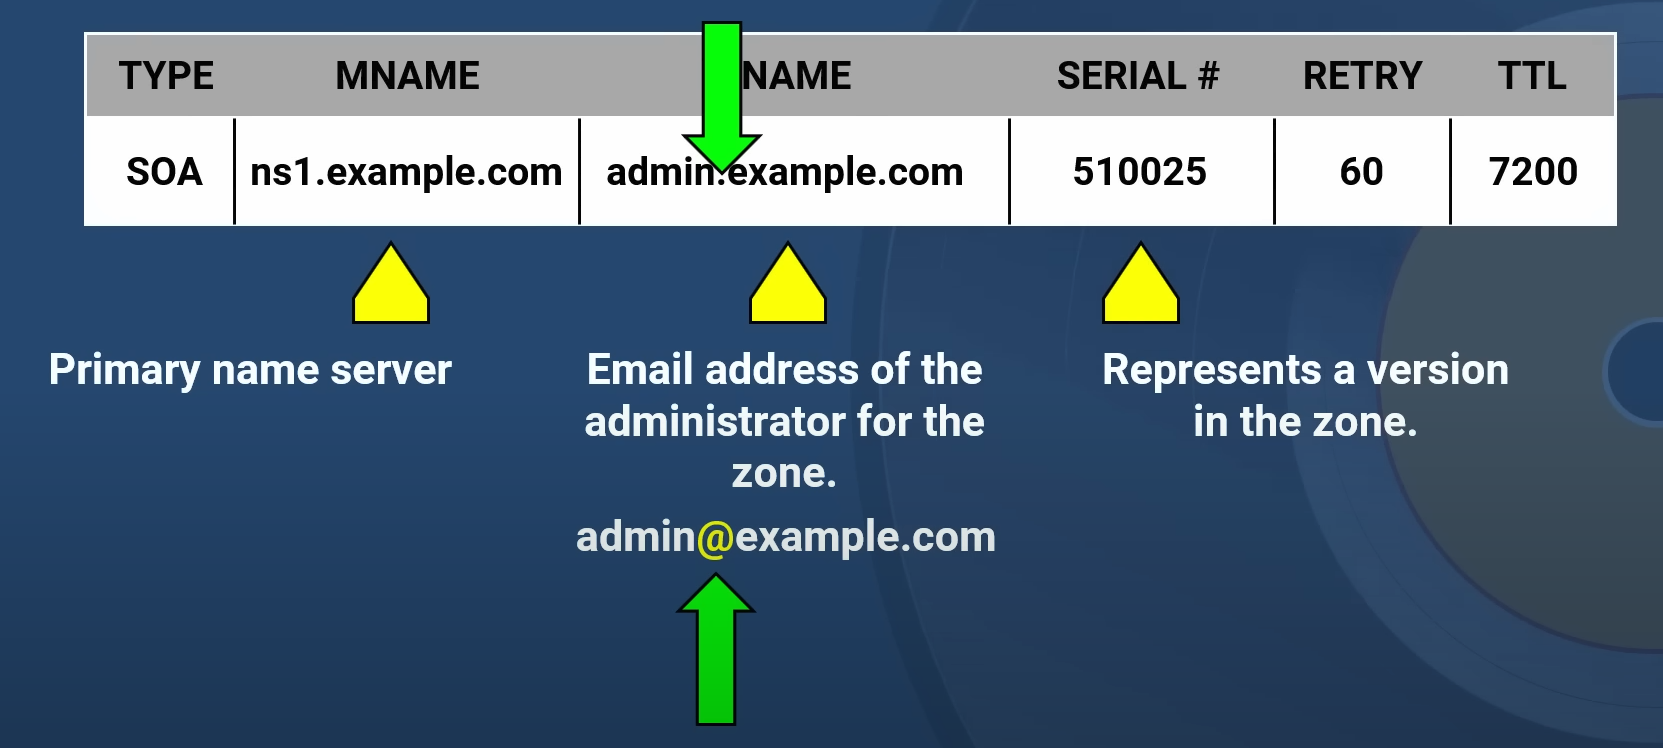 TYPE MNAME NAME SERIAL # RETRY TTL
SOA ns1.example.com admin.example.com 510025 60 7200
Primary name server
Email address of the
administrator for the
zone.
admin@example.com
Represents a version
in the zone.